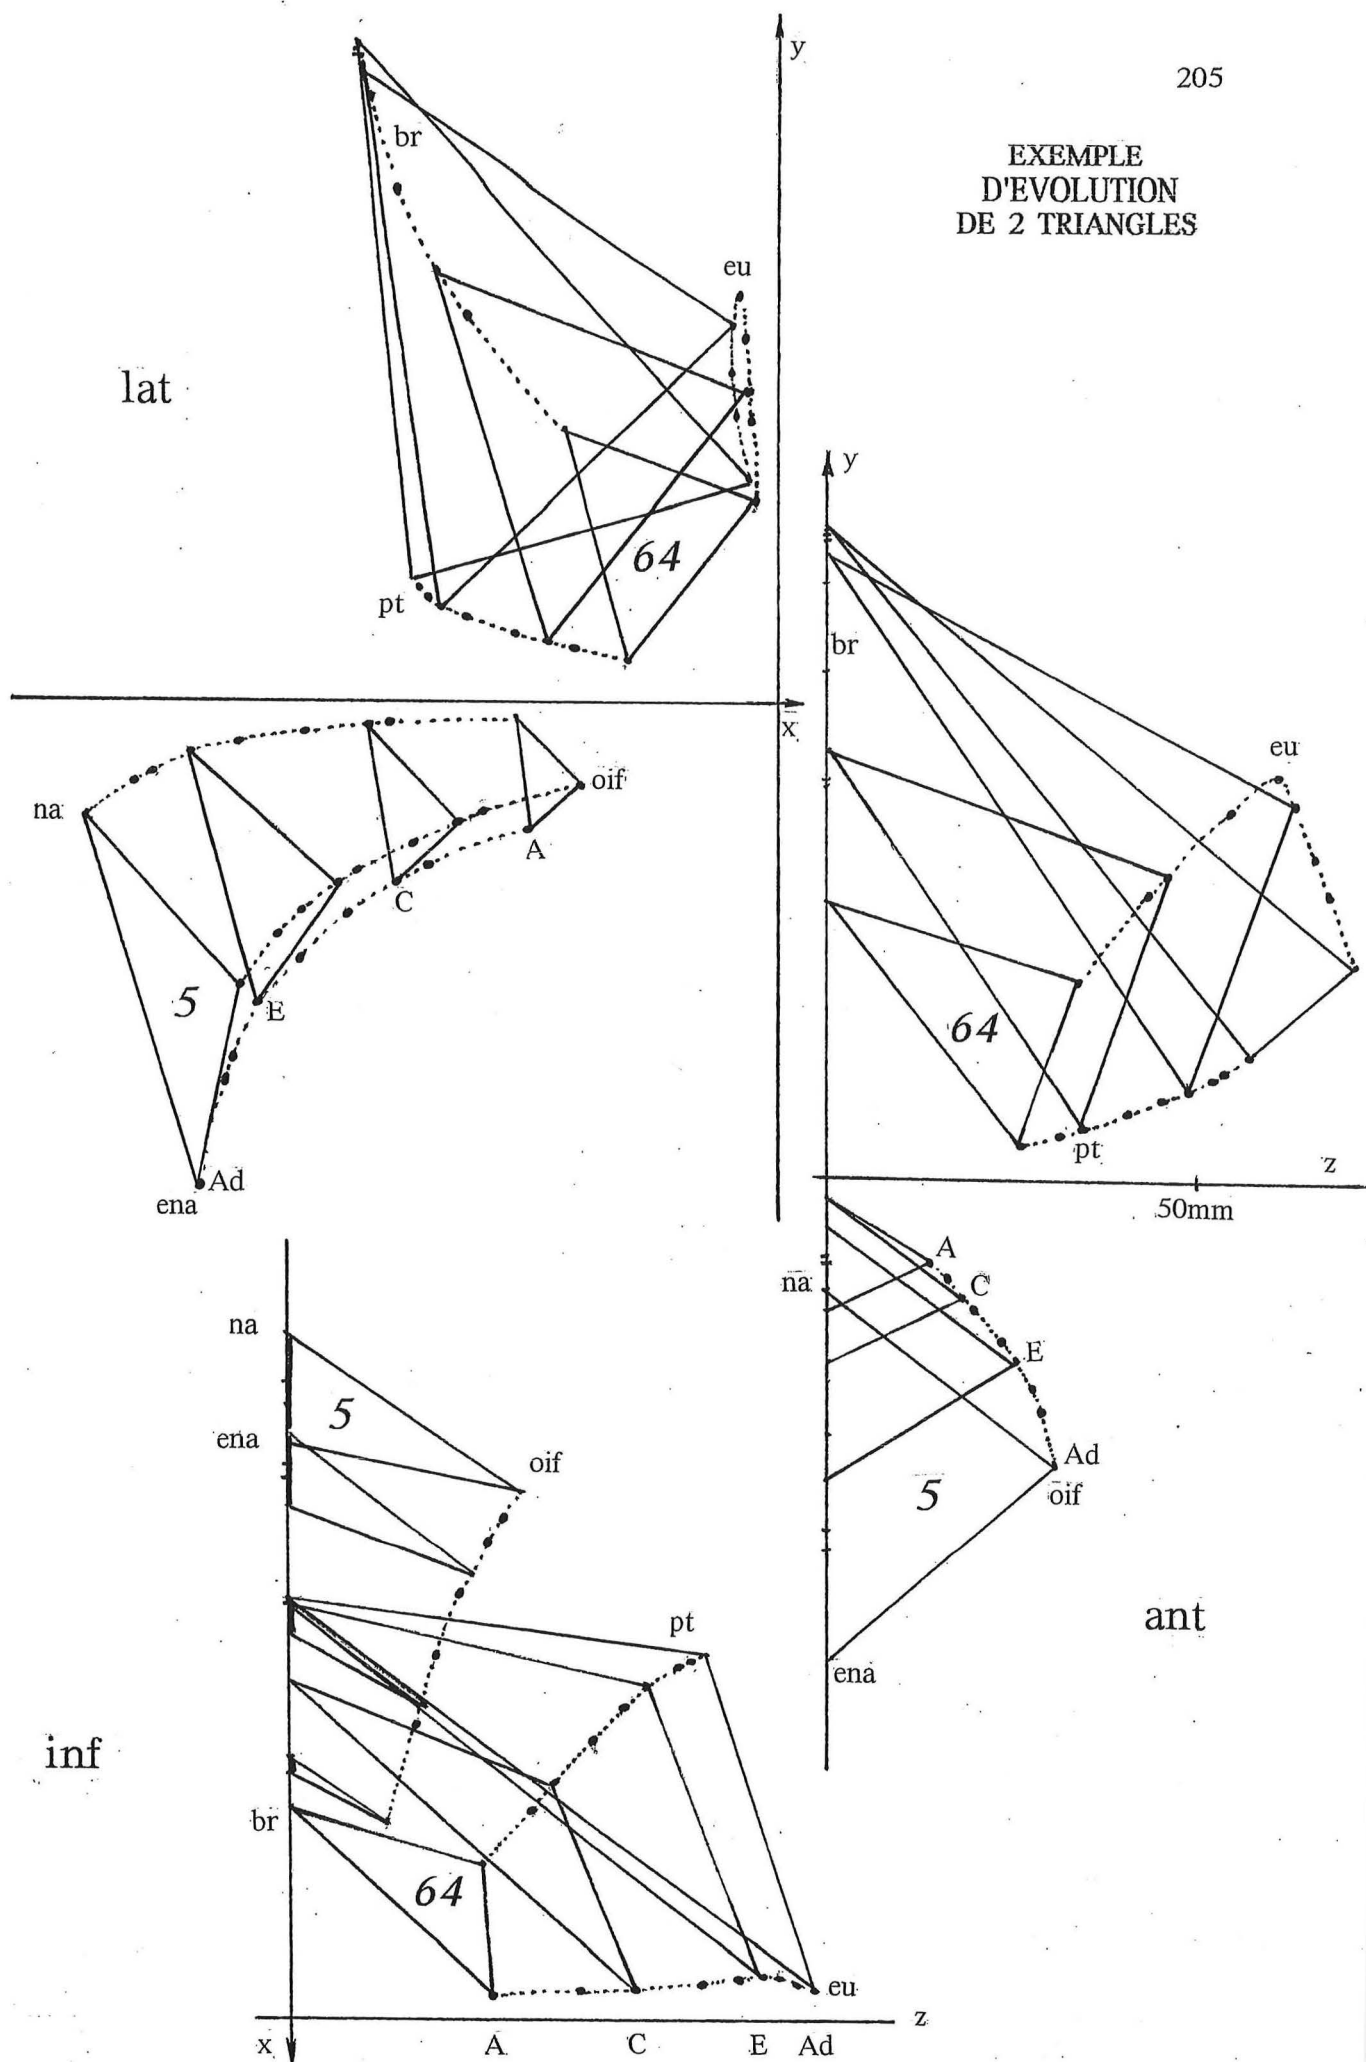 205
EXEMPLE
D'EVOLUTION
DE 2 TRIANGLES
y
br
eu
lat
64
pt
x
y
br
eu
64
pt
z
50mm
na
oif
A
C
5
E
Ad
ena
A
na
C
E
Ad
5
oif
ena
ant
na
5
ena
oif
pt
inf
br
64
eu
z
x
A
C
E
Ad